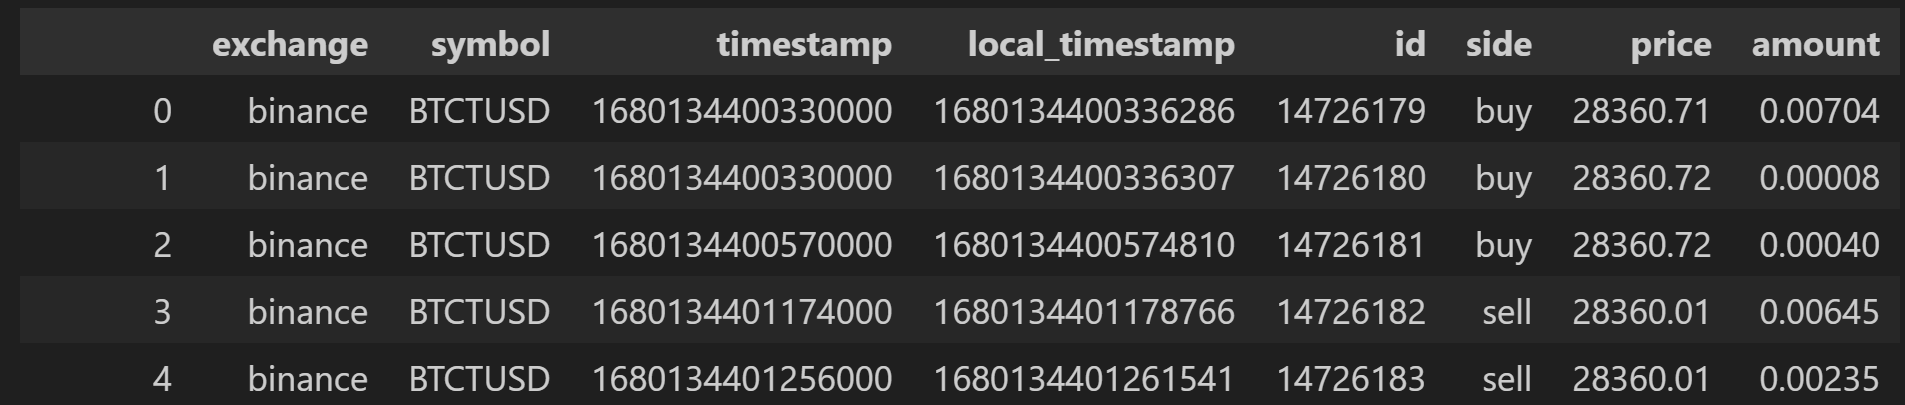 exchange symbol timestamp local_timestamp id side price amount
0 binance BTCTUSD 1680134400330000 1680134400336286 14726179 buy 28360.71 0.00704
1 binance BTCTUSD 1680134400330000 1680134400336307 14726180 buy 28360.72 0.00008
2 binance BTCTUSD 1680134400570000 1680134400574810 14726181 buy 28360.72 0.00040
3 binance BTCTUSD 1680134401174000 1680134401178766 14726182 sell 28360.01 0.00645
4 binance BTCTUSD 1680134401256000 1680134401261541 14726183 sell 28360.01 0.00235